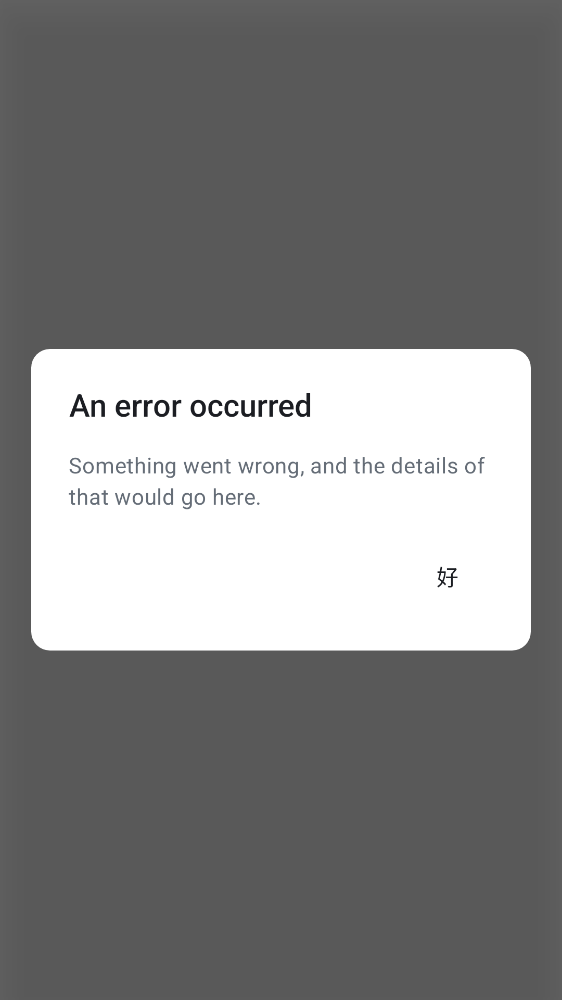 An error occurred
Something went wrong, and the details of
that would go here.
好